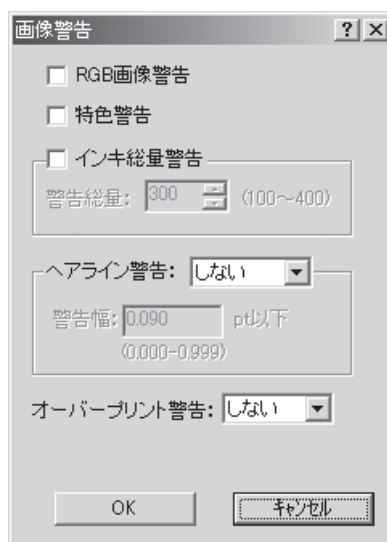 画像警告
RGB画像警告
特色警告
インキ総量警告
警告総量: 300 (100～400)
ヘアライン警告: しない
警告幅: 0.090 pt以下
(0.000-0.999)
オーバープリント警告: しない
OK キャンセル